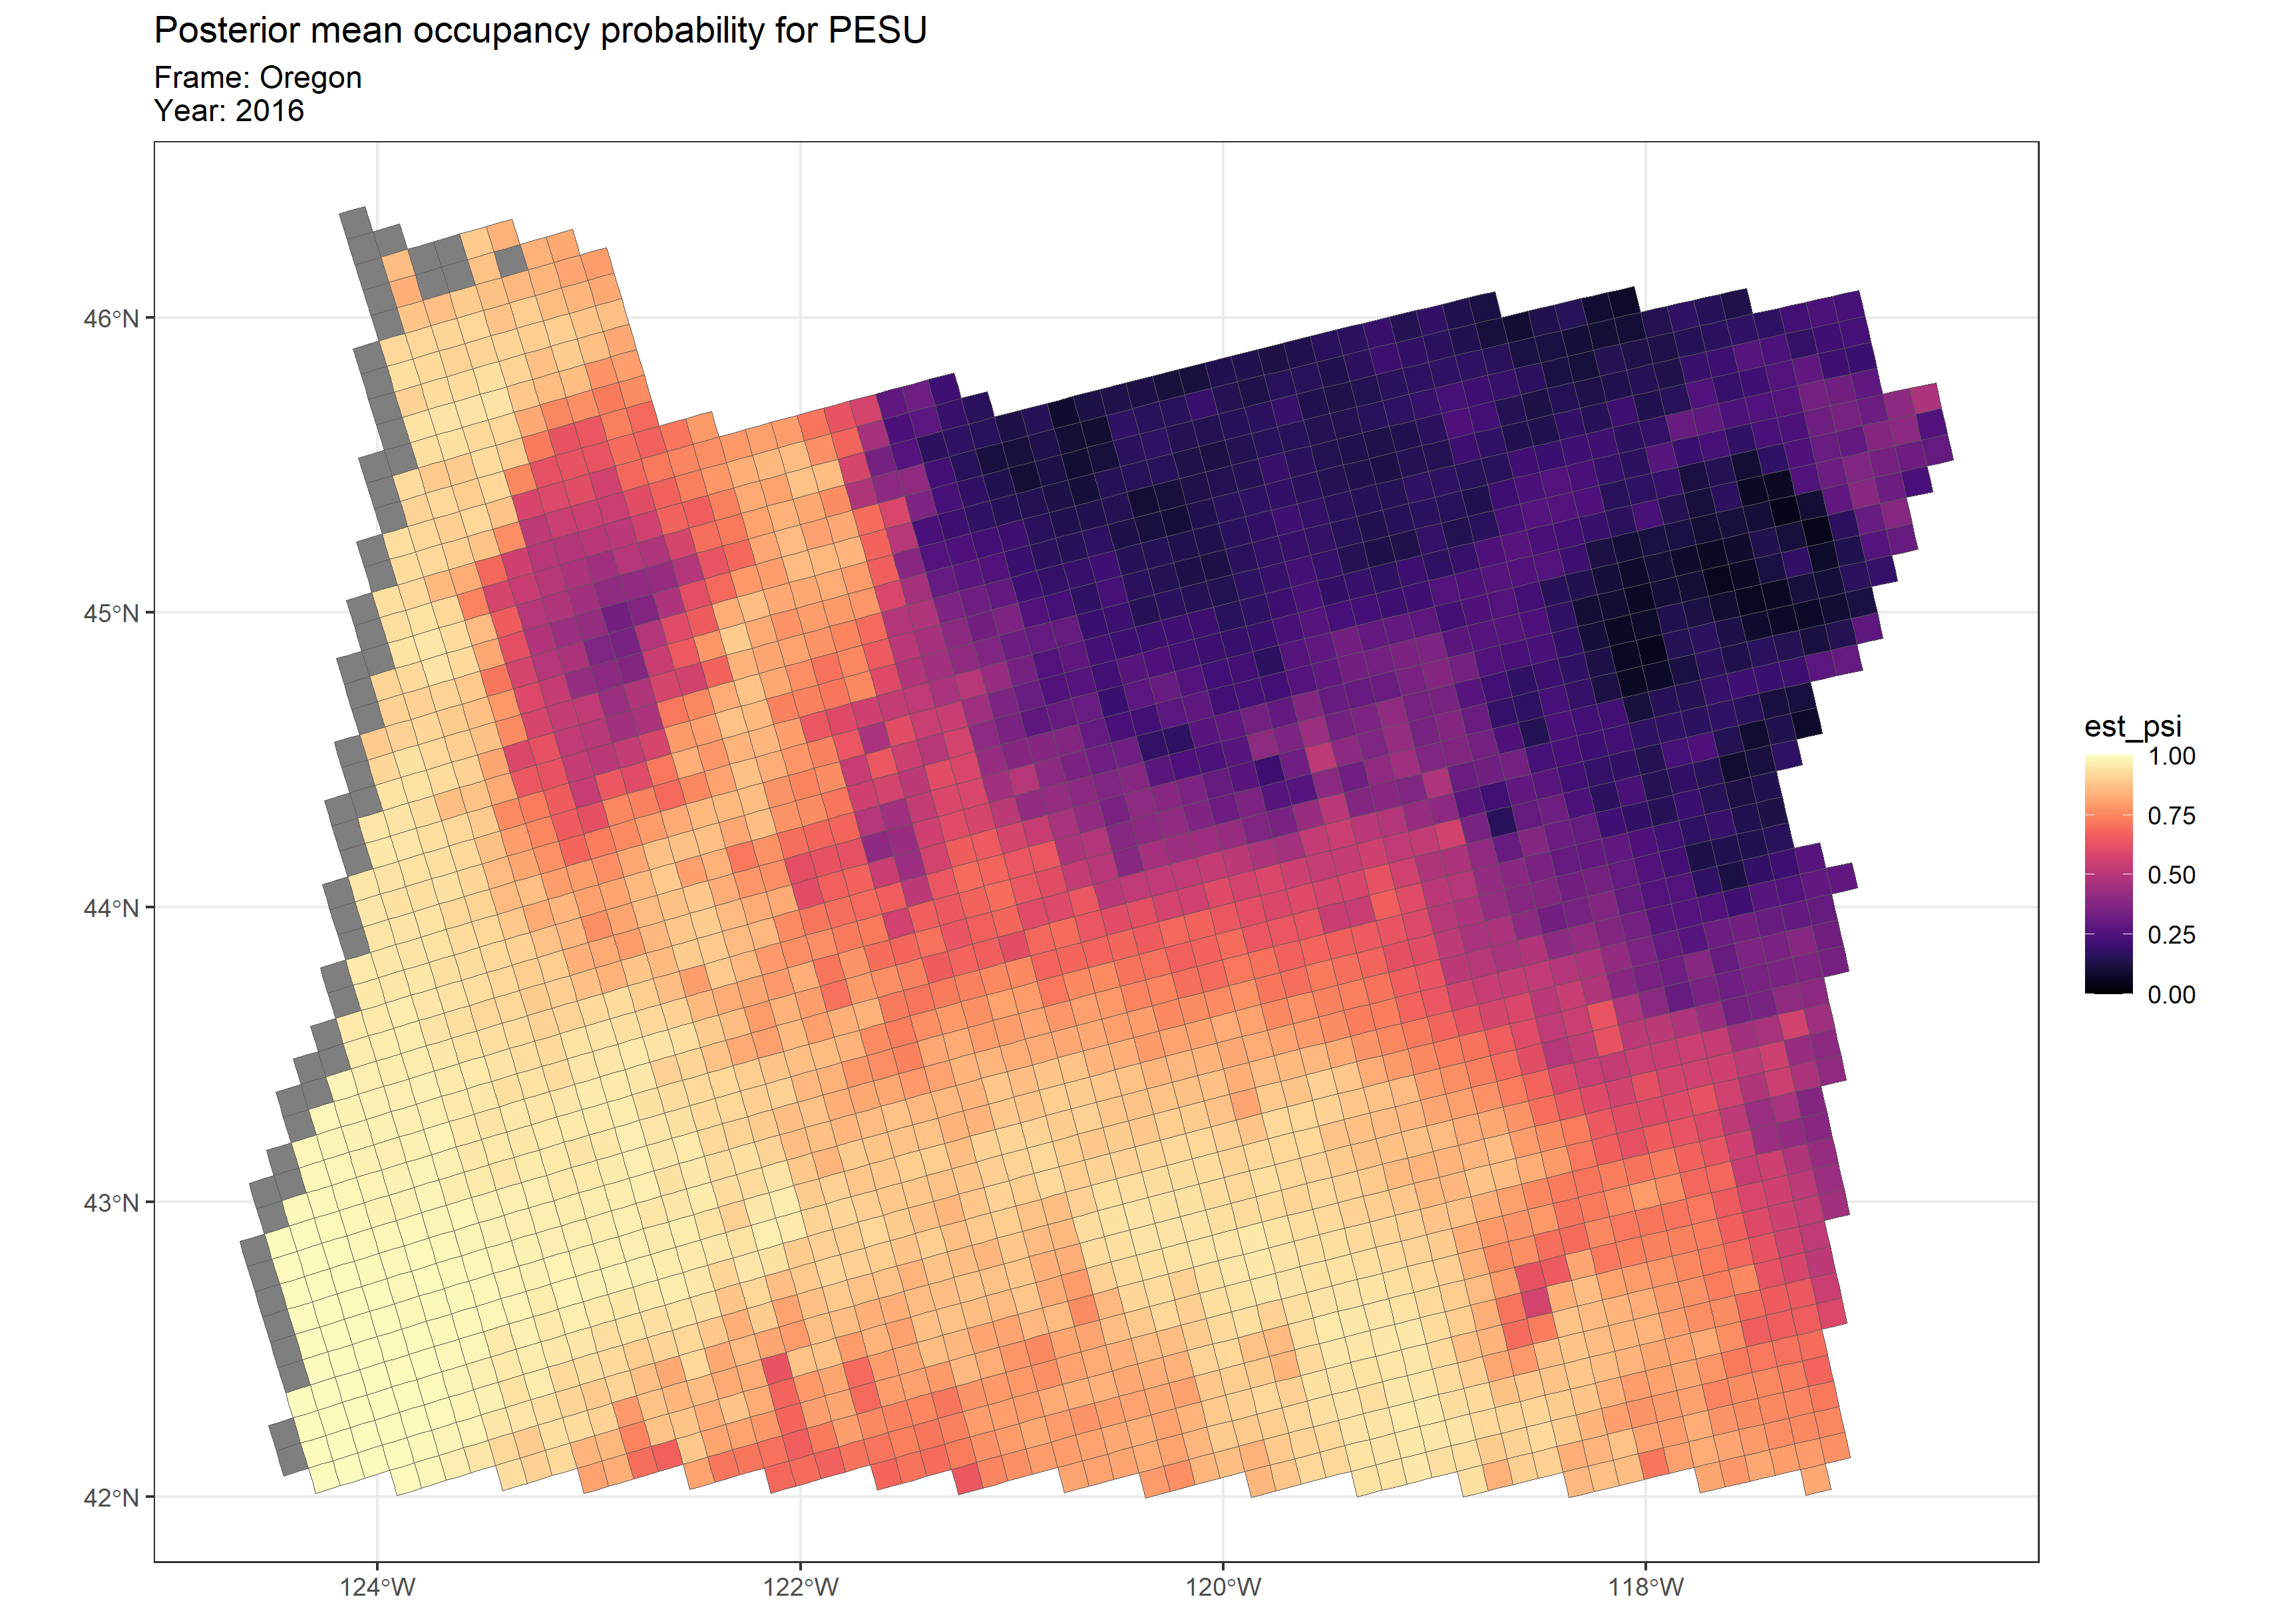 Posterior mean occupancy probability for PESU
Frame: Oregon
Year: 2016
46°N
45°N
44°N
43°N
42°N
124°W
122°W
120°W
118°W
est_psi
1.00
0.75
0.50
0.25
0.00